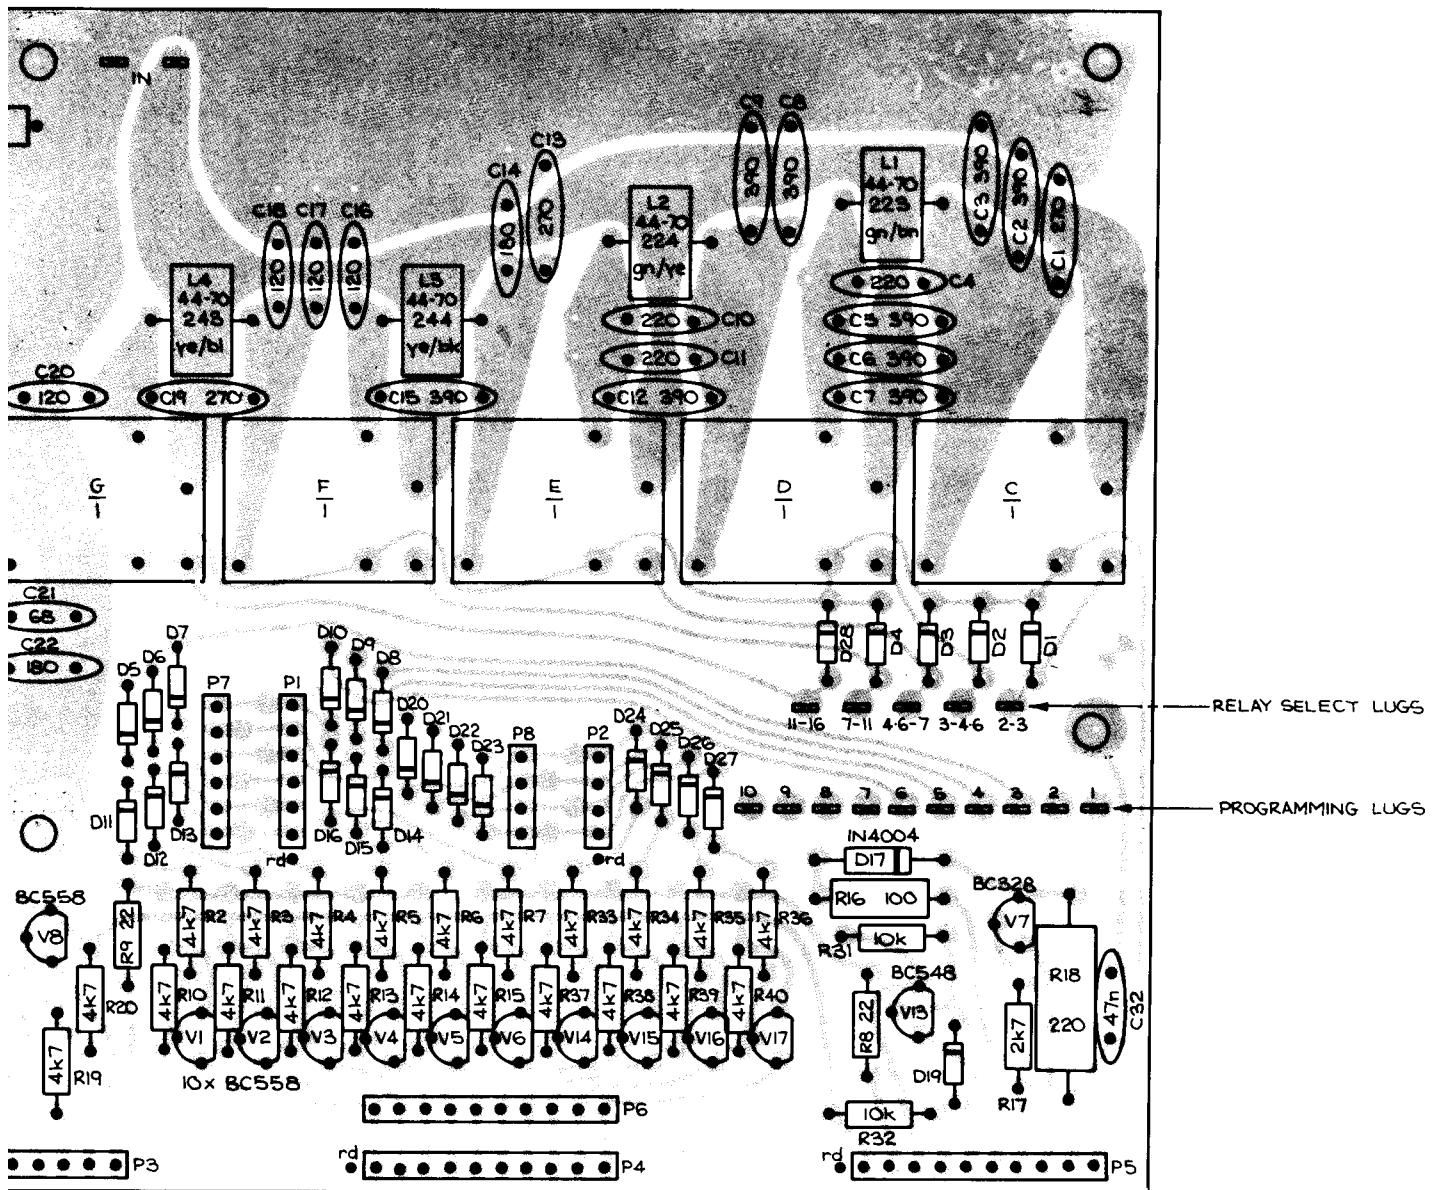 IN
C9 C8
C13
C14
390 390
L1
44-70
223
gn/bn
C3 390
C2 390
C1 270
C18 C17 C16
180
270
L2
44-70
224
gn/ye
120 120 120
220 C4
L4
44-70
243
ye/bl
L3
44-70
244
ye/bk
220 C10
C5 390
220 C11
C6 390
C20
120
C19 270
C15 390
C12 390
C7 390
G
1
F
1
E
1
D
1
C
1
C21
68
C22
180
D28 D4 D3 D2 D1
D5 D6 D7
D10 D9 D8
P7 P1
RELAY SELECT LUGS
11-16 7-11 4·6-7 3-4·6 2-3
D20 D21 D22 D23
P8 P2
D24 D25 D26 D27
10 9 8 7 6 5 4 3 2 1
PROGRAMMING LUGS
D11 D12 D13
D16 D15 D14
rd rd
1N4004
D17
R16 100
R31
10k
BC328
V7
BC558
V8
R9 22
4k7 R2
4k7 R3
4k7 R4
4k7 R5
4k7 R6
4k7 R7
4k7 R33
4k7 R34
4k7 R35
4k7 R36
4k7 R20
4k7 R10
4k7 R11
4k7 R12
4k7 R13
4k7 R14
4k7 R15
4k7 R37
4k7 R38
4k7 R39
4k7 R40
V1 V2 V3 V4 V5 V6 V14 V15 V16 V17
BC548
V13
R8 22
R18
220
47n
C32
2k7
R17
D19
4k7
R19
10x BC558
10k
R32
P6
P3
rd P4
rd P5